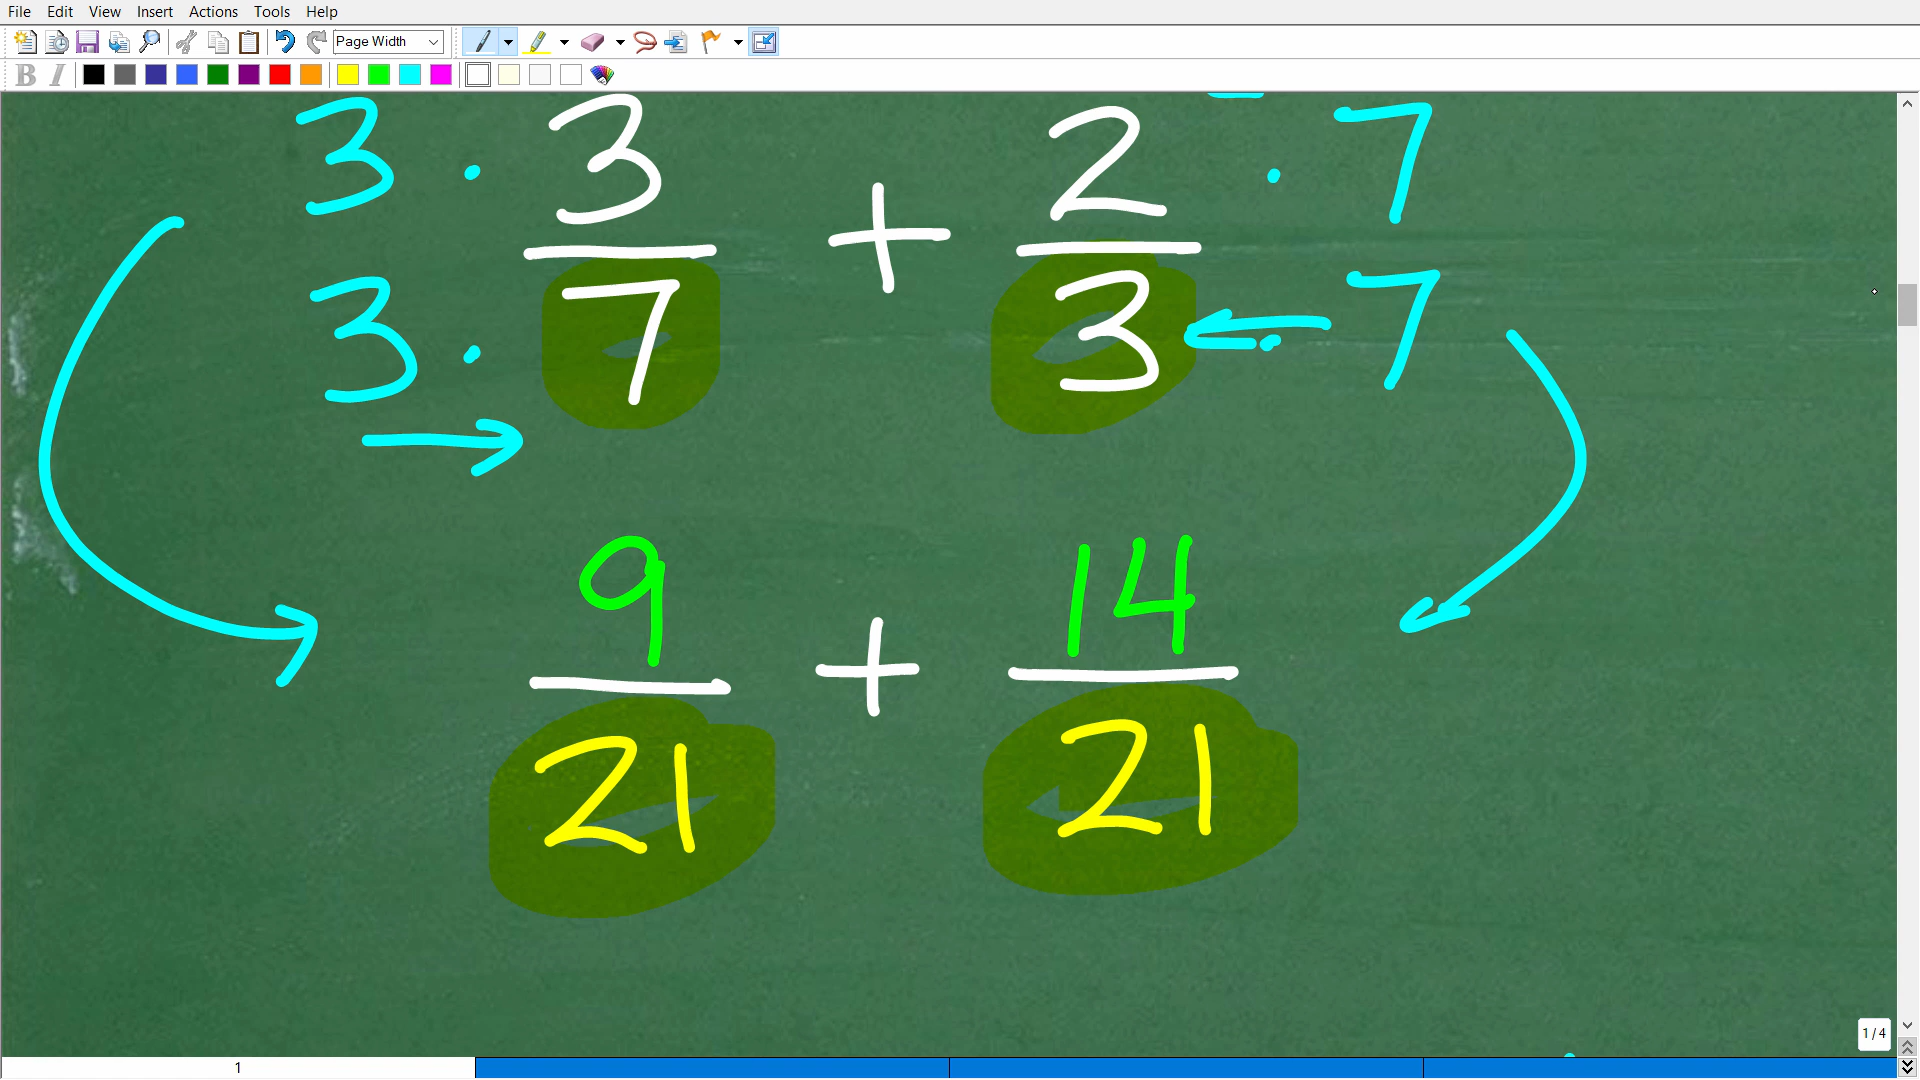 File Edit View Insert Actions Tools Help
Page Width
B I
3 · 3 + 2 · 7
3 · 7 3 · 7
9 + 14
21 21
1 / 4
1